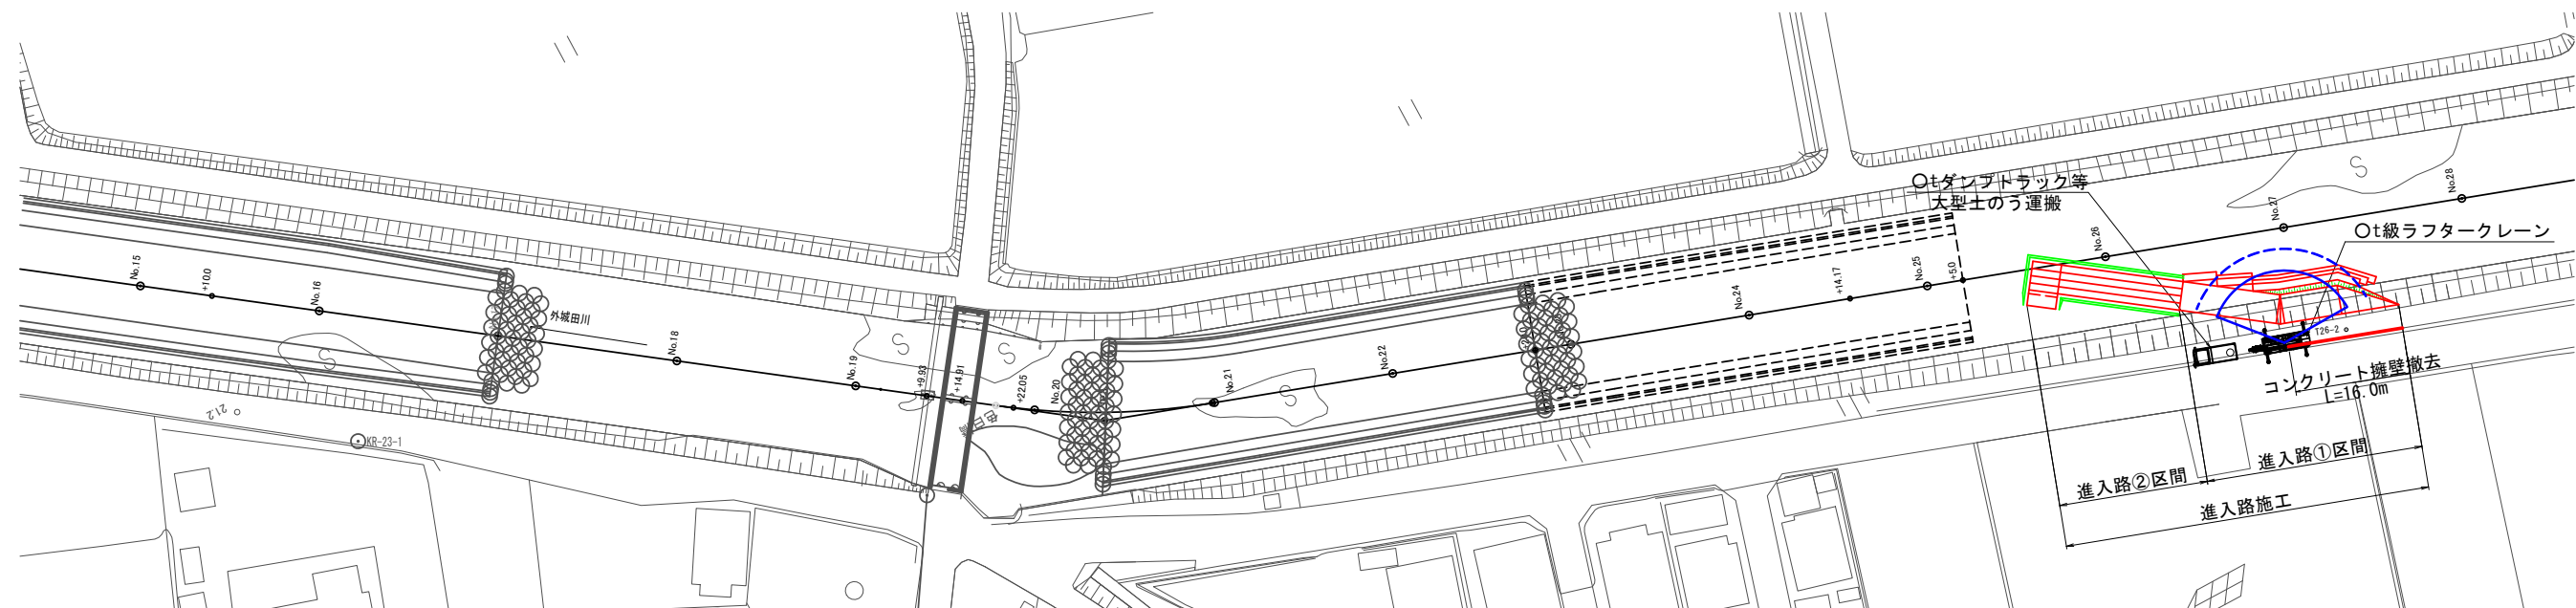 ○tダンプトラック等
大型土のう運搬
○t級ラフタークレーン
No.15
+10.0
No.16
外城田川
No.18
No.19
+9.93
+14.91
+22.05
No.20
No.21
No.22
No.24
+14.17
No.25
+5.0
No.26
No.27
No.28
T26-2
コンクリート擁壁撤去
L=16.0m
進入路①区間
進入路②区間
進入路施工
21.2
KR-23-1